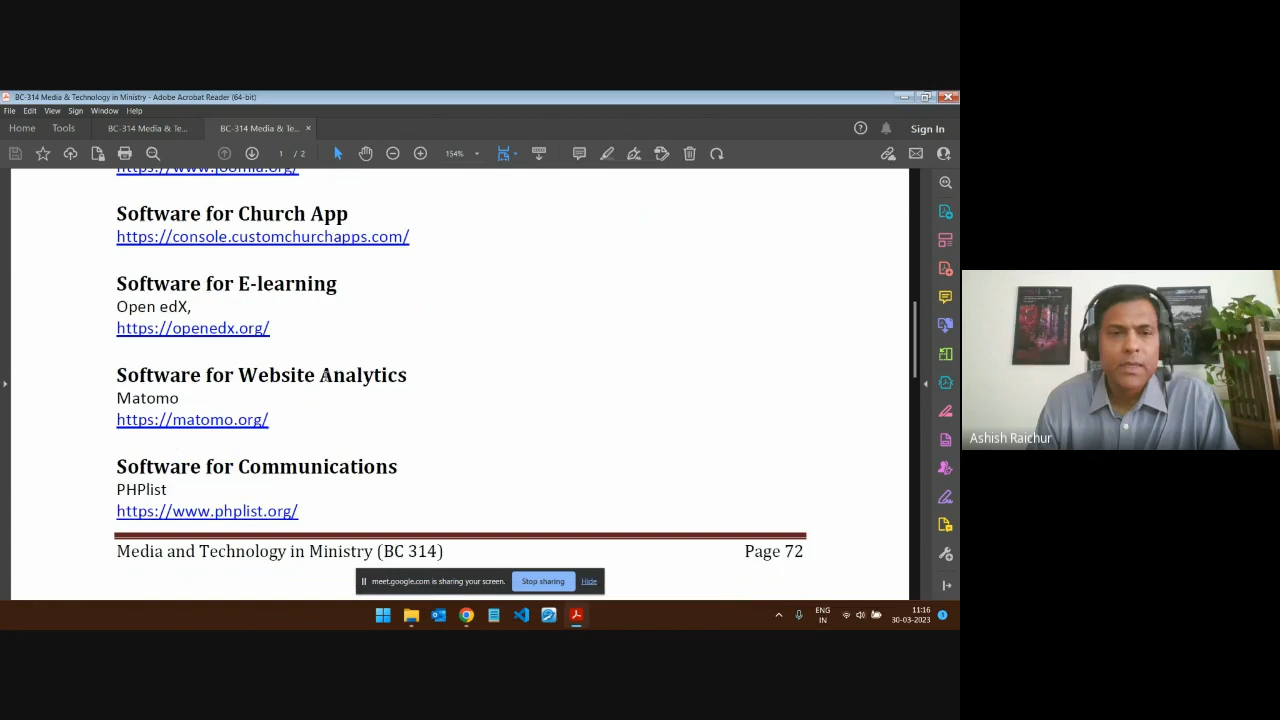 BC-314 Media & Technology in Ministry - Adobe Acrobat Reader (64-bit)
File Edit View Sign Window Help
Home Tools BC-314 Media & Te... BC-314 Media & Te... × Sign In
1 / 2 154%
https://www.joomla.org/
Software for Church App
https://console.customchurchapps.com/
Software for E-learning
Open edX,
https://openedx.org/
Software for Website Analytics
Matomo
https://matomo.org/
Software for Communications
PHPlist
https://www.phplist.org/
Media and Technology in Ministry (BC 314) Page 72
meet.google.com is sharing your screen. Stop sharing Hide
ENG
IN
11:16
30-03-2023
Ashish Raichur